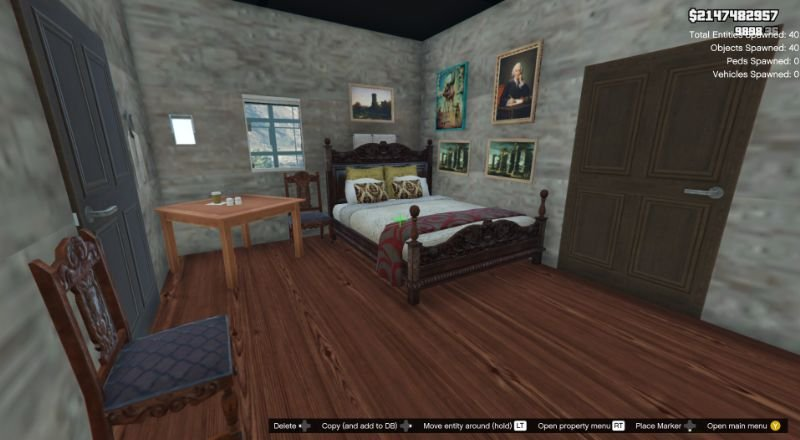 $2147482957
Total Entities Spawned: 40
Objects Spawned: 40
Peds Spawned: 0
Vehicles Spawned: 0
Delete Copy (and add to DB) Move entity around (hold) LT Open property menu RT Place Marker Open main menu Y